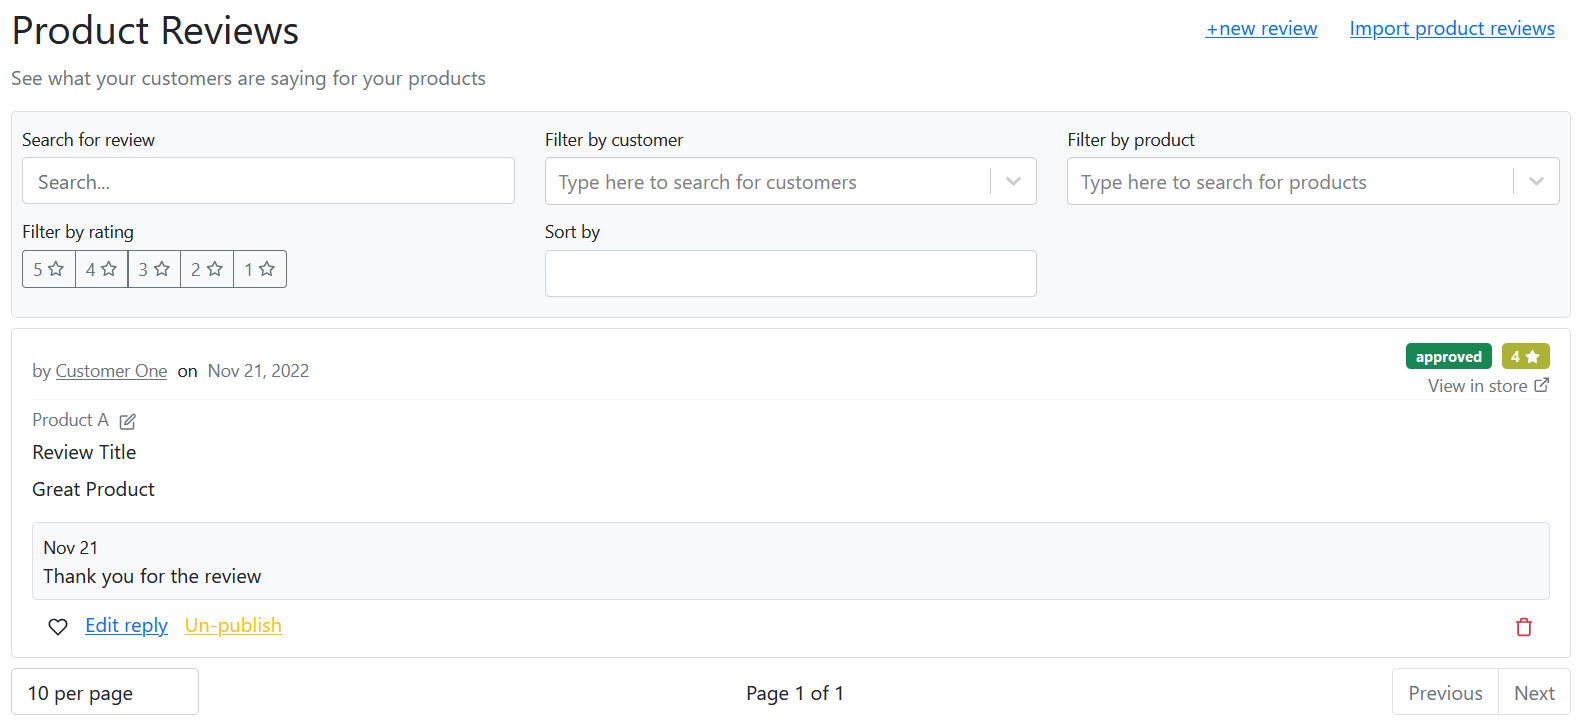 Product Reviews
+new review
Import product reviews
See what your customers are saying for your products
Search for review
Filter by customer
Filter by product
Search...
Type here to search for customers
Type here to search for products
Filter by rating
Sort by
5 4 3 2 1
by Customer One on Nov 21, 2022
approved 4
View in store
Product A
Review Title
Great Product
Nov 21
Thank you for the review
Edit reply Un-publish
10 per page
Page 1 of 1
Previous Next